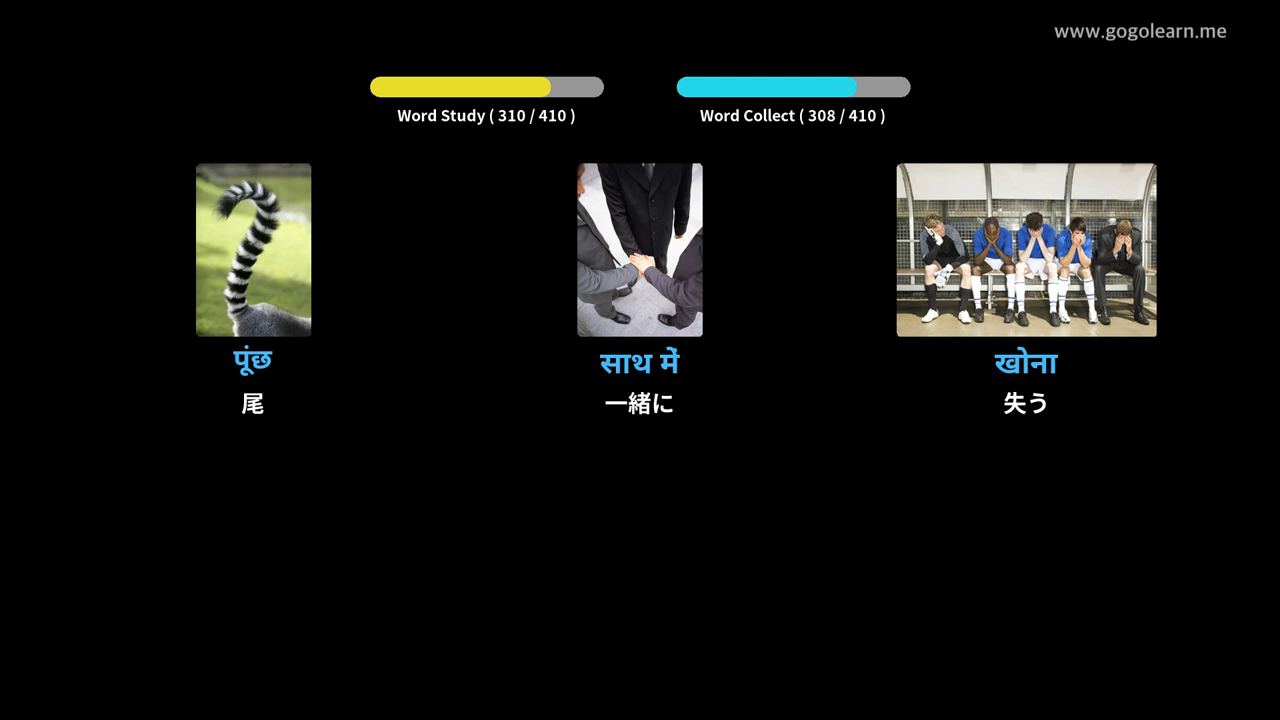 www.gogolearn.me
Word Study ( 310 / 410 )
Word Collect ( 308 / 410 )
पूंछ
साथ में
खोना
尾
一緒に
失う